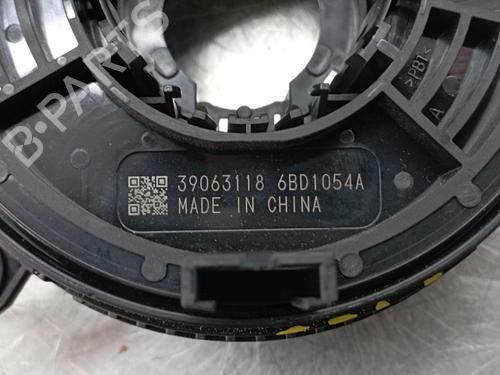 B-PARTS
>PBT<
A
39063118 6BD1054A
MADE IN CHINA